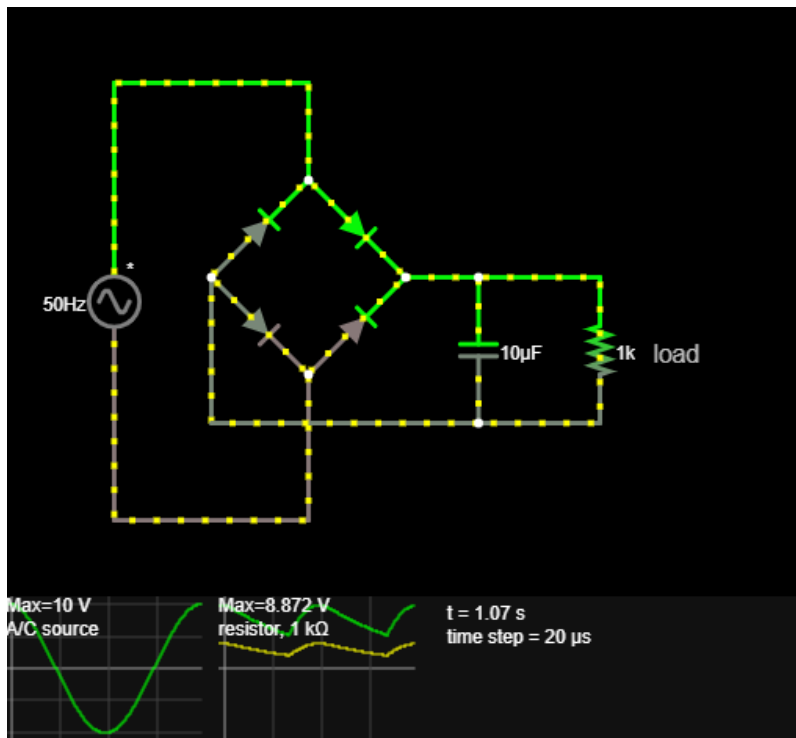 *
50Hz
10μF
1k
load
Max=10 V
A/C source
Max=8.872 V
resistor, 1 kΩ
t = 1.07 s
time step = 20 μs